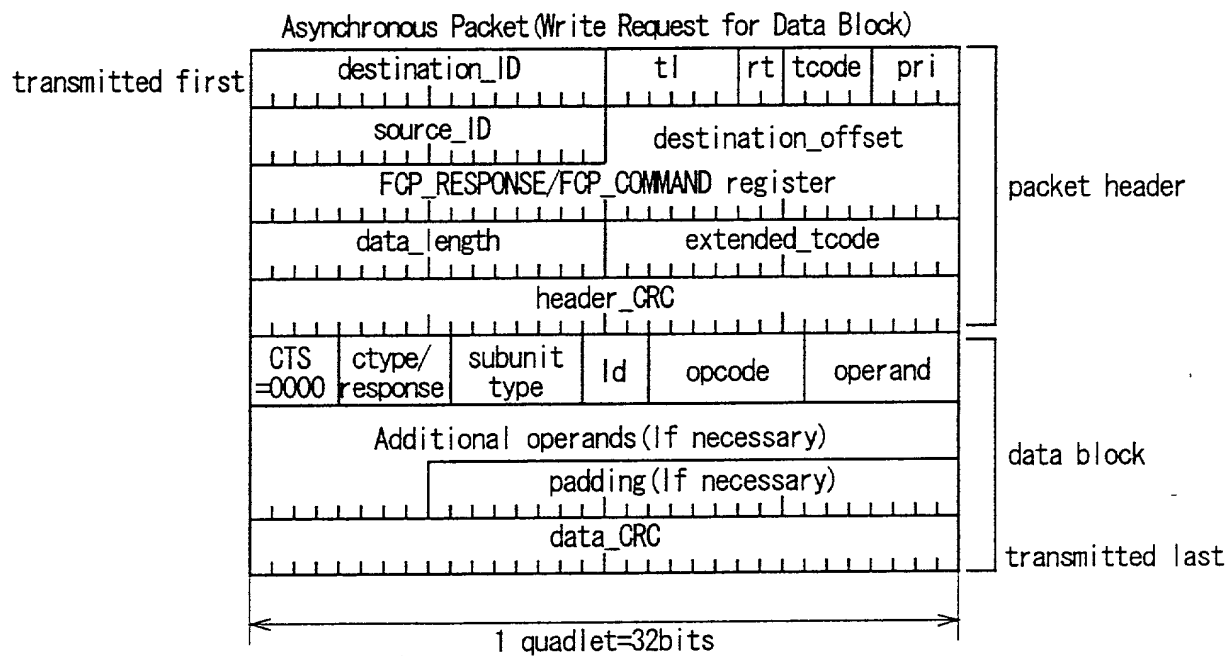 Asynchronous Packet(Write Request for Data Block)
transmitted first
destination_ID tl rt tcode pri
source_ID destination_offset
FCP_RESPONSE/FCP_COMMAND register
packet header
data_length extended_tcode
header_CRC
CTS =0000 ctype/ response subunit type Id opcode operand
Additional operands(If necessary)
data block
padding(If necessary)
data_CRC
transmitted last
1 quadlet=32bits